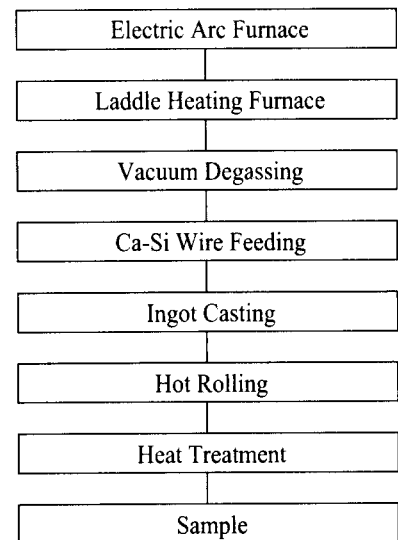 Electric Arc Furnace
Laddle Heating Furnace
Vacuum Degassing
Ca-Si Wire Feeding
Ingot Casting
Hot Rolling
Heat Treatment
Sample